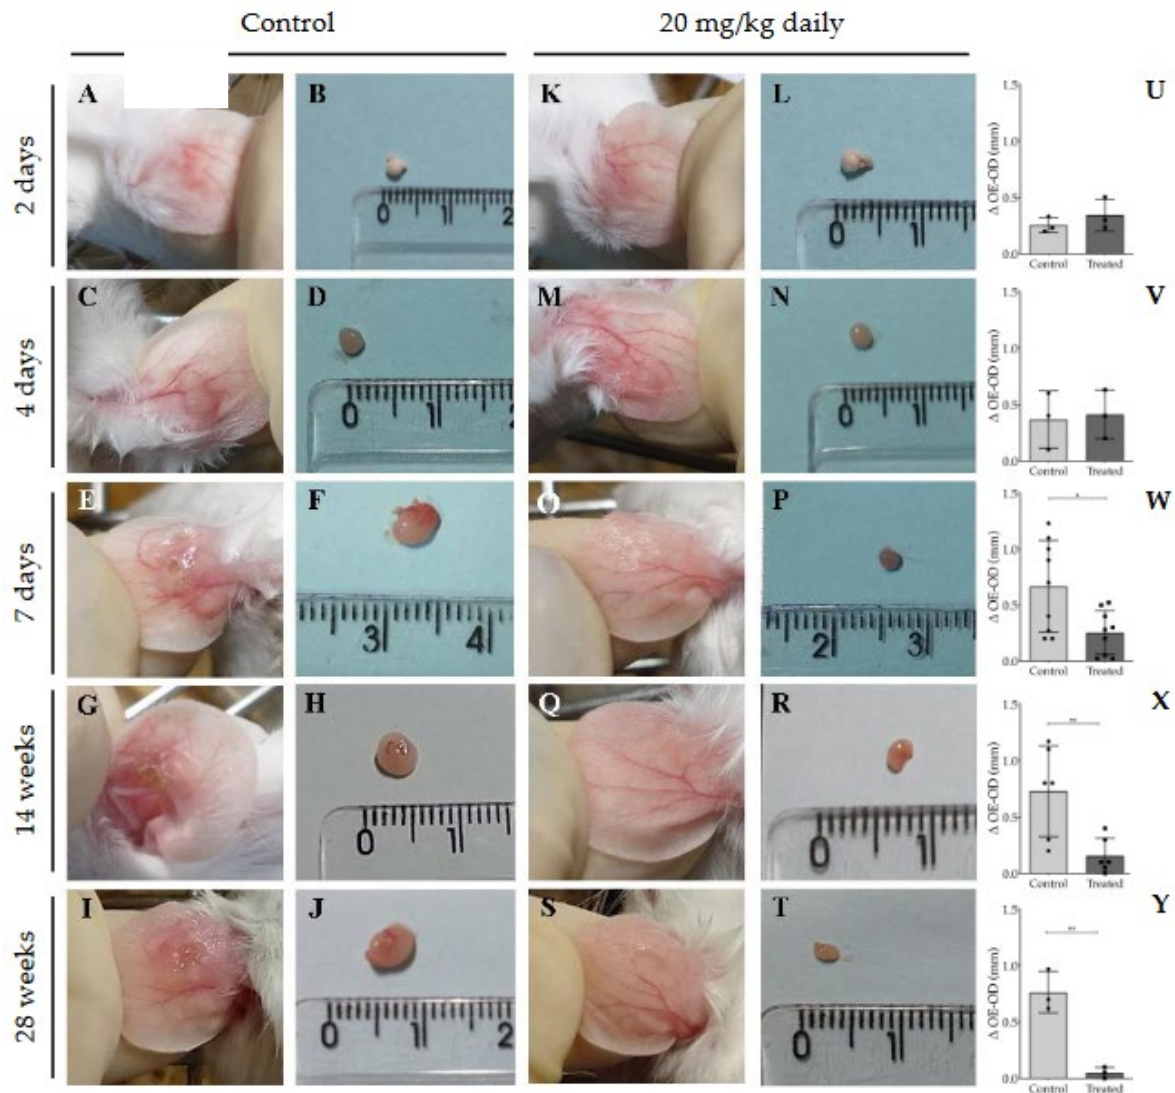 Control 20 mg/kg daily
2 days
A B K L U
0 1 2
0 1
Δ OE-OD (mm)
1.5
1.0
0.5
0.0
Control Treated
4 days
C D M N V
0 1
0 1
Δ OE-OD (mm)
1.5
1.0
0.5
0.0
Control Treated
7 days
E F O P W
3 4
2 3
Δ OE-OD (mm)
*
1.5
1.0
0.5
0.0
Control Treated
14 weeks
G H Q R X
0 1
0 1
Δ OE-OD (mm)
**
1.5
1.0
0.5
0.0
Control Treated
28 weeks
I J S T Y
0 1 2
0 1
Δ OE-OD (mm)
**
1.5
1.0
0.5
0.0
Control Treated